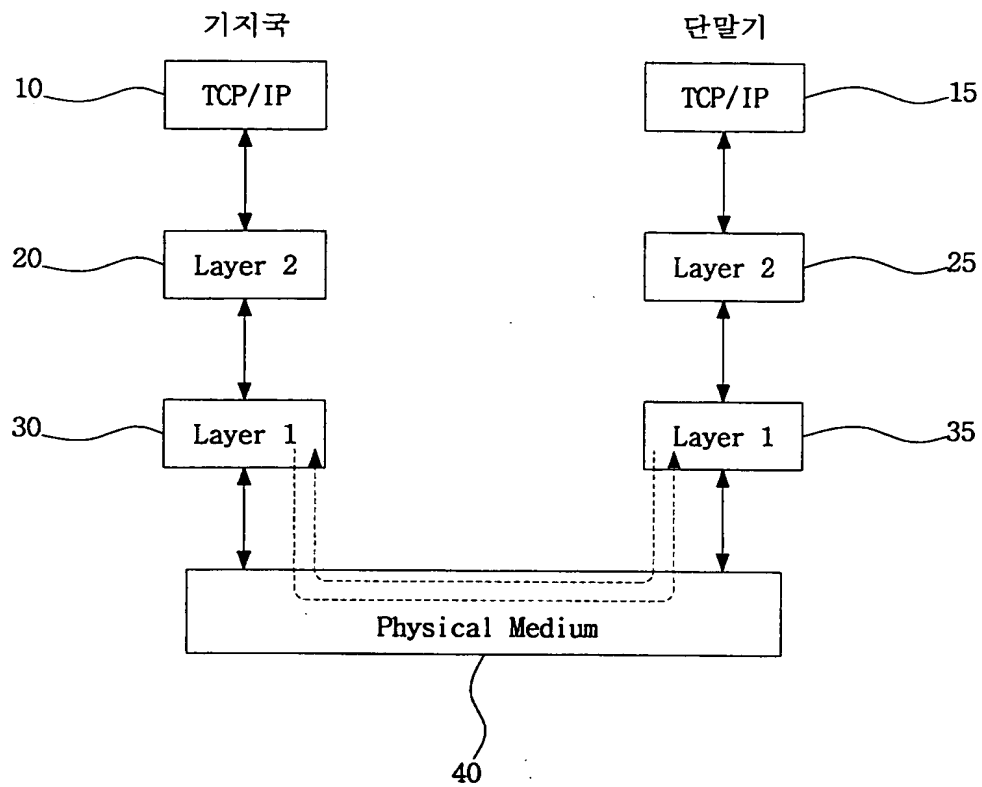 기지국 단말기
10 TCP/IP TCP/IP 15
20 Layer 2 Layer 2 25
30 Layer 1 Layer 1 35
Physical Medium
40